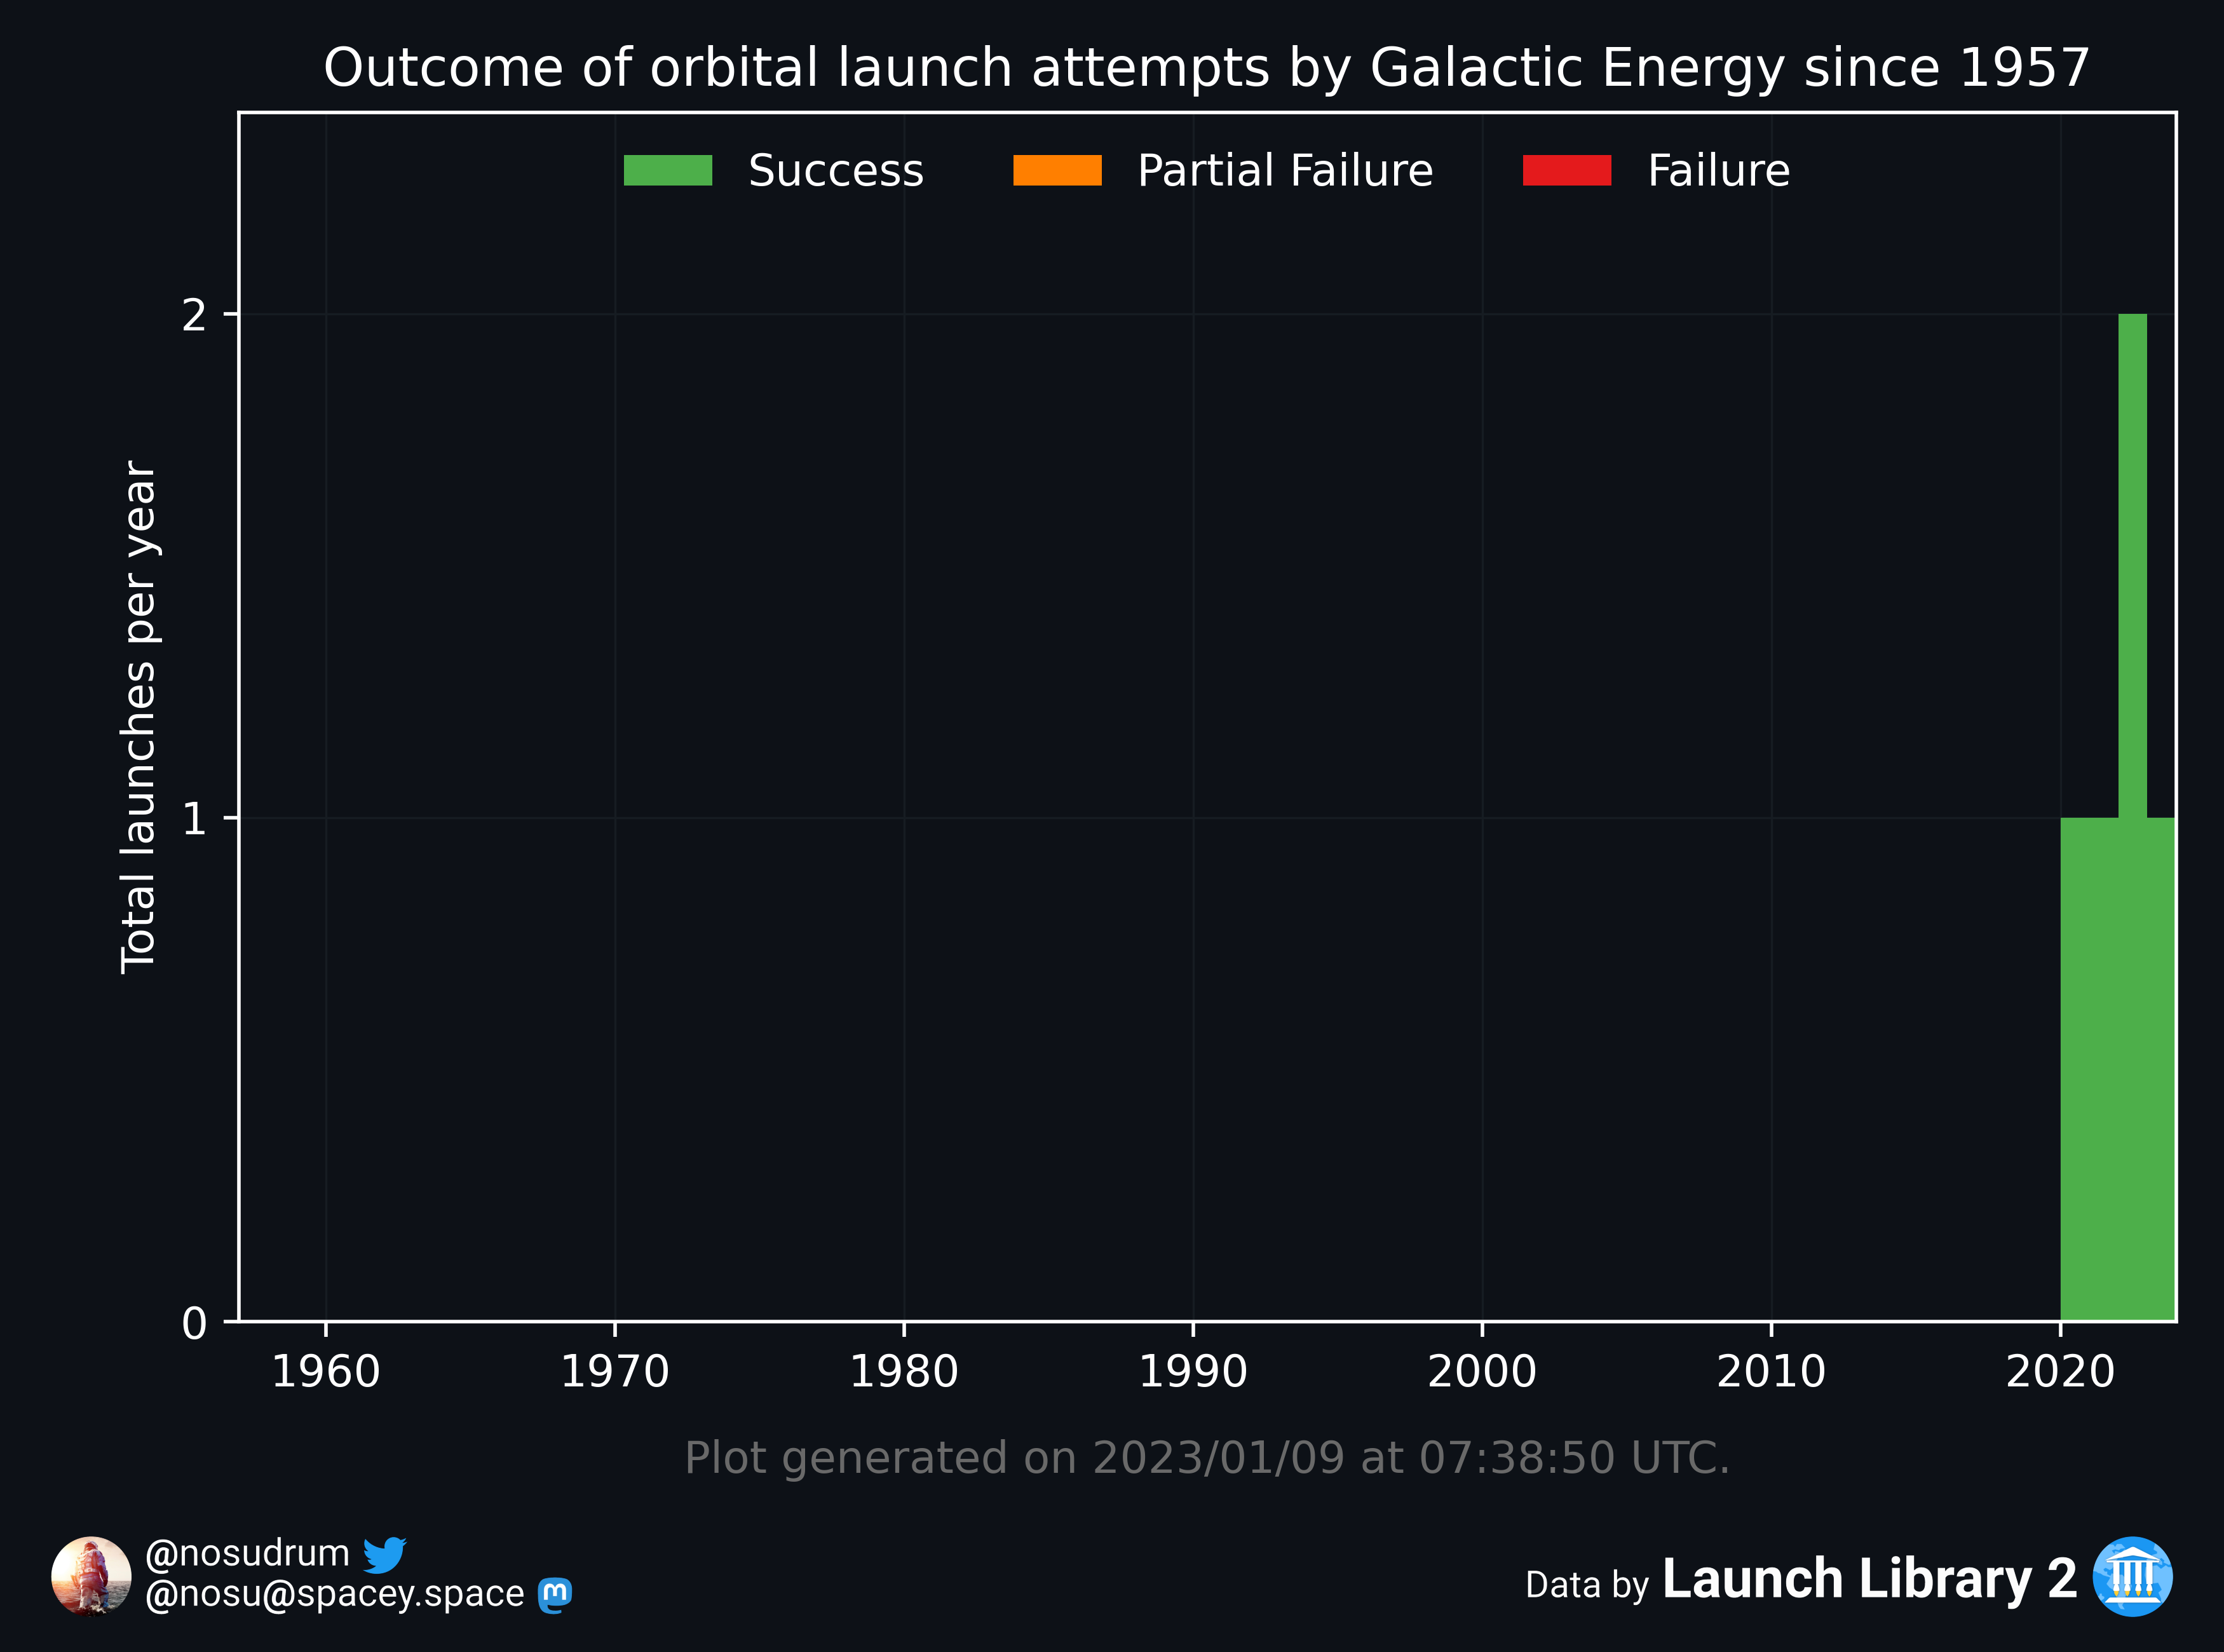 Outcome of orbital launch attempts by Galactic Energy since 1957
Success Partial Failure Failure
Total launches per year
2
1
0
1960 1970 1980 1990 2000 2010 2020
Plot generated on 2023/01/09 at 07:38:50 UTC.
@nosudrum
@nosu@spacey.space
Data by Launch Library 2